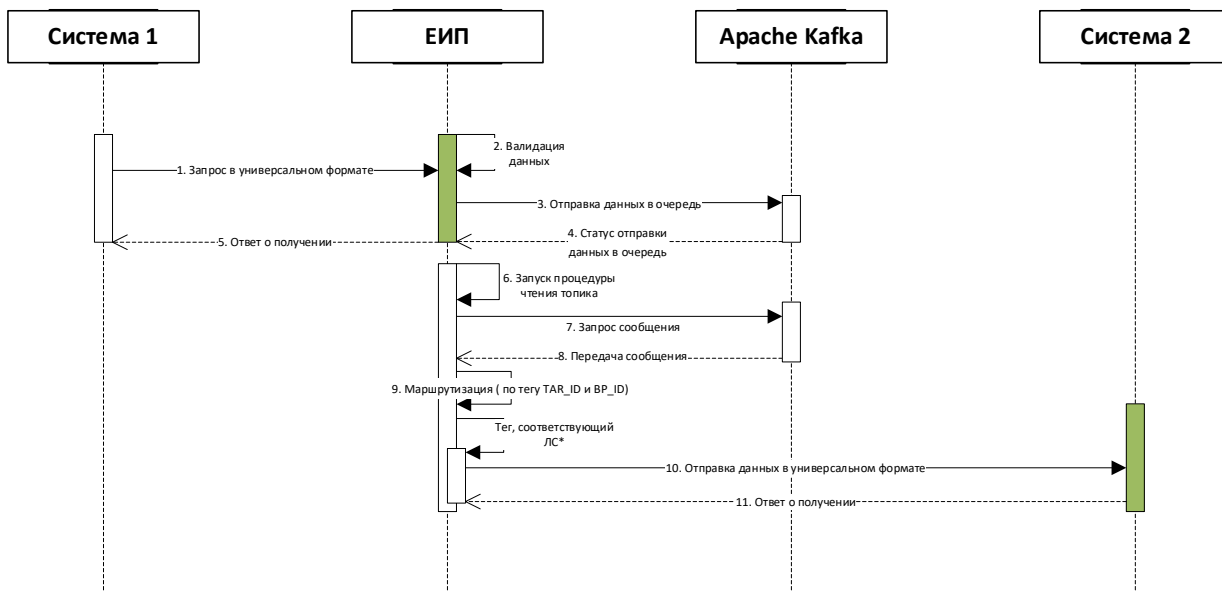 Система 1
ЕИП
Apache Kafka
Система 2
2. Валидация
данных
1. Запрос в универсальном формате
3. Отправка данных в очередь
4. Статус отправки
данных в очередь
5. Ответ о получении
6. Запуск процедуры
чтения топика
7. Запрос сообщения
8. Передача сообщения
9. Маршрутизация ( по тегу TAR_ID и BP_ID)
Тег, соответствующий
ЛС*
10. Отправка данных в универсальном формате
11. Ответ о получении